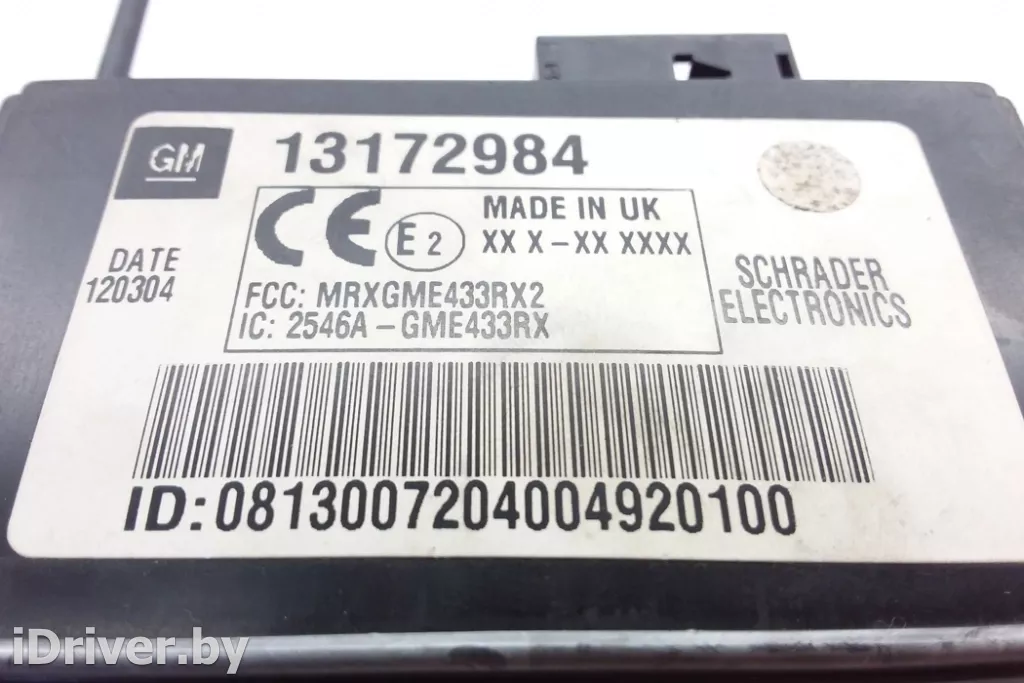 GM
13172984
CE
E2
MADE IN UK
XX X-XX XXXX
DATE
120304
FCC: MRXGME433RX2
IC: 2546A-GME433RX
SCHRADER
ELECTRONICS
ID:0813007204004920100
iDriver.by